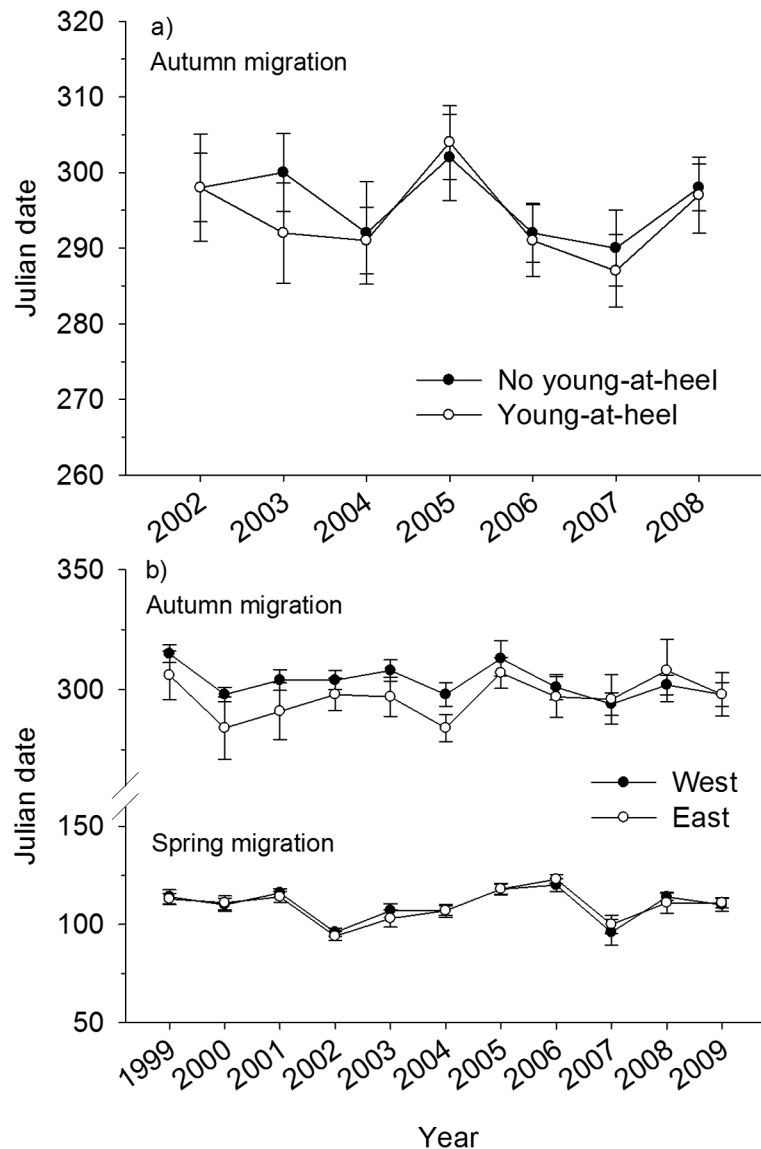 320
a)
Autumn migration
310
300
290
280
270
260
Julian date
No young-at-heel
Young-at-heel
2002
2003
2004
2005
2006
2007
2008
350
b)
Autumn migration
300
Julian date
West
East
150
Spring migration
100
50
1999
2000
2001
2002
2003
2004
2005
2006
2007
2008
2009
Year